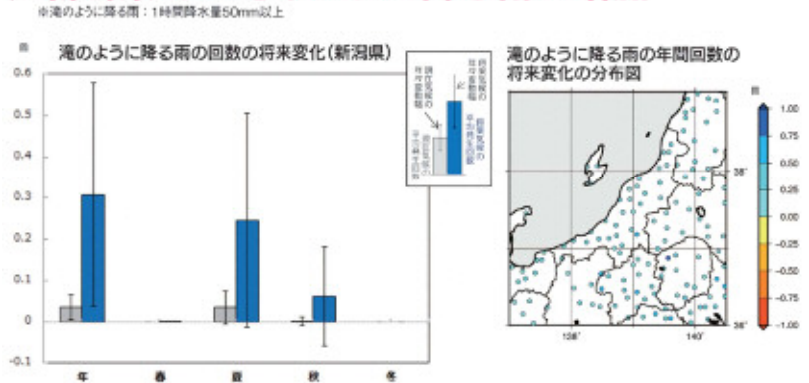 ※滝のように降る雨：1時間降水量50mm以上
回
滝のように降る雨の回数の将来変化（新潟県）
0.6
0.5
0.4
0.3
0.2
0.1
0
-0.1
年
春
夏
秋
冬
現在気候の
年々変動幅
将来気候の
年々変動幅
現在気候の
平均発生回数
将来気候の
平均発生回数
滝のように降る雨の年間回数の
将来変化の分布図
回
1.00
0.75
0.50
0.25
0.00
-0.25
-0.50
-0.75
-1.00
38°
36°
138°
140°